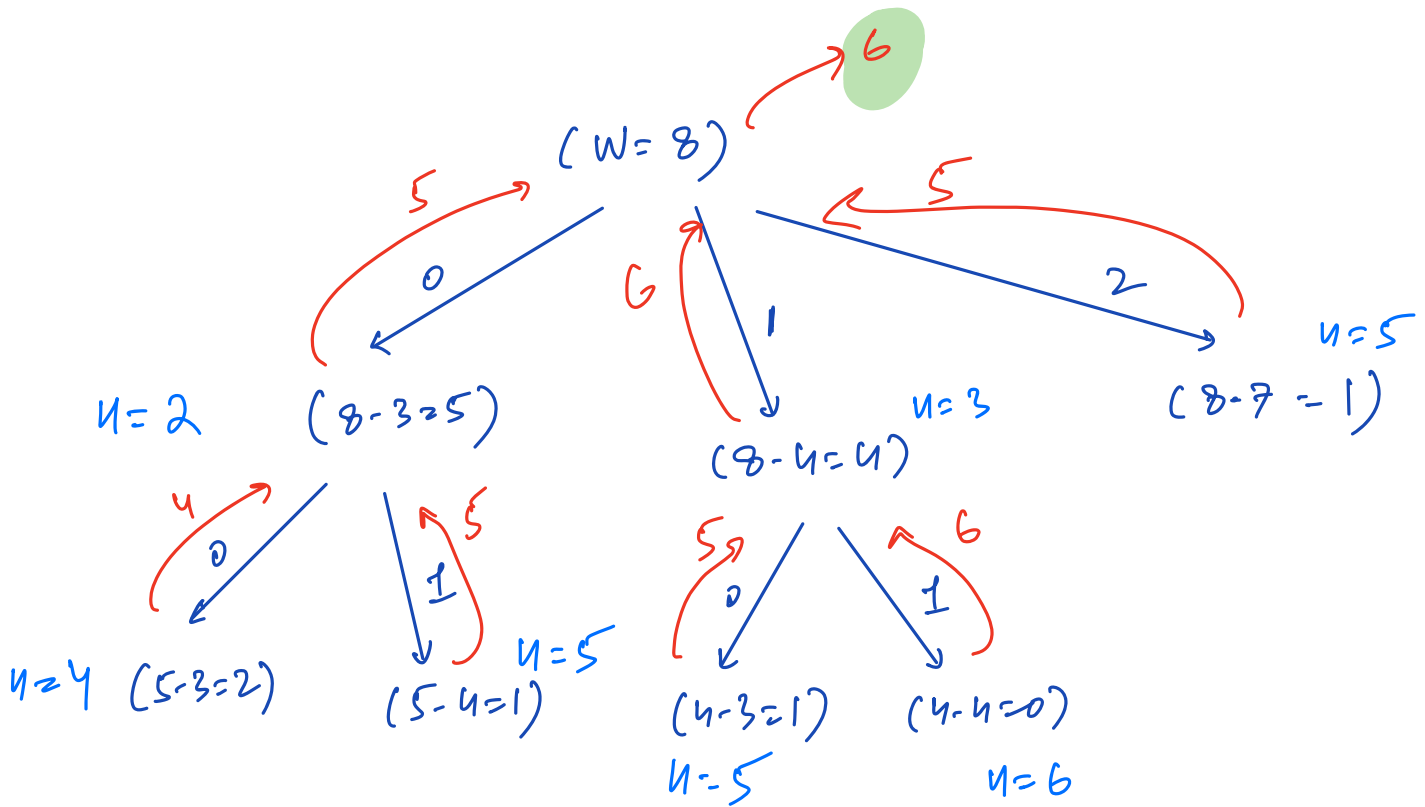 6
(W=8)
5
6
5
0
1
2
u=2
(8-3=5)
(8-4=4)
u=3
(8-7=1)
u=5
4
0
1
5
5
0
1
6
u=4
(5-3=2)
(5-4=1)
u=5
(4-3=1)
u=5
(4-4=0)
u=6